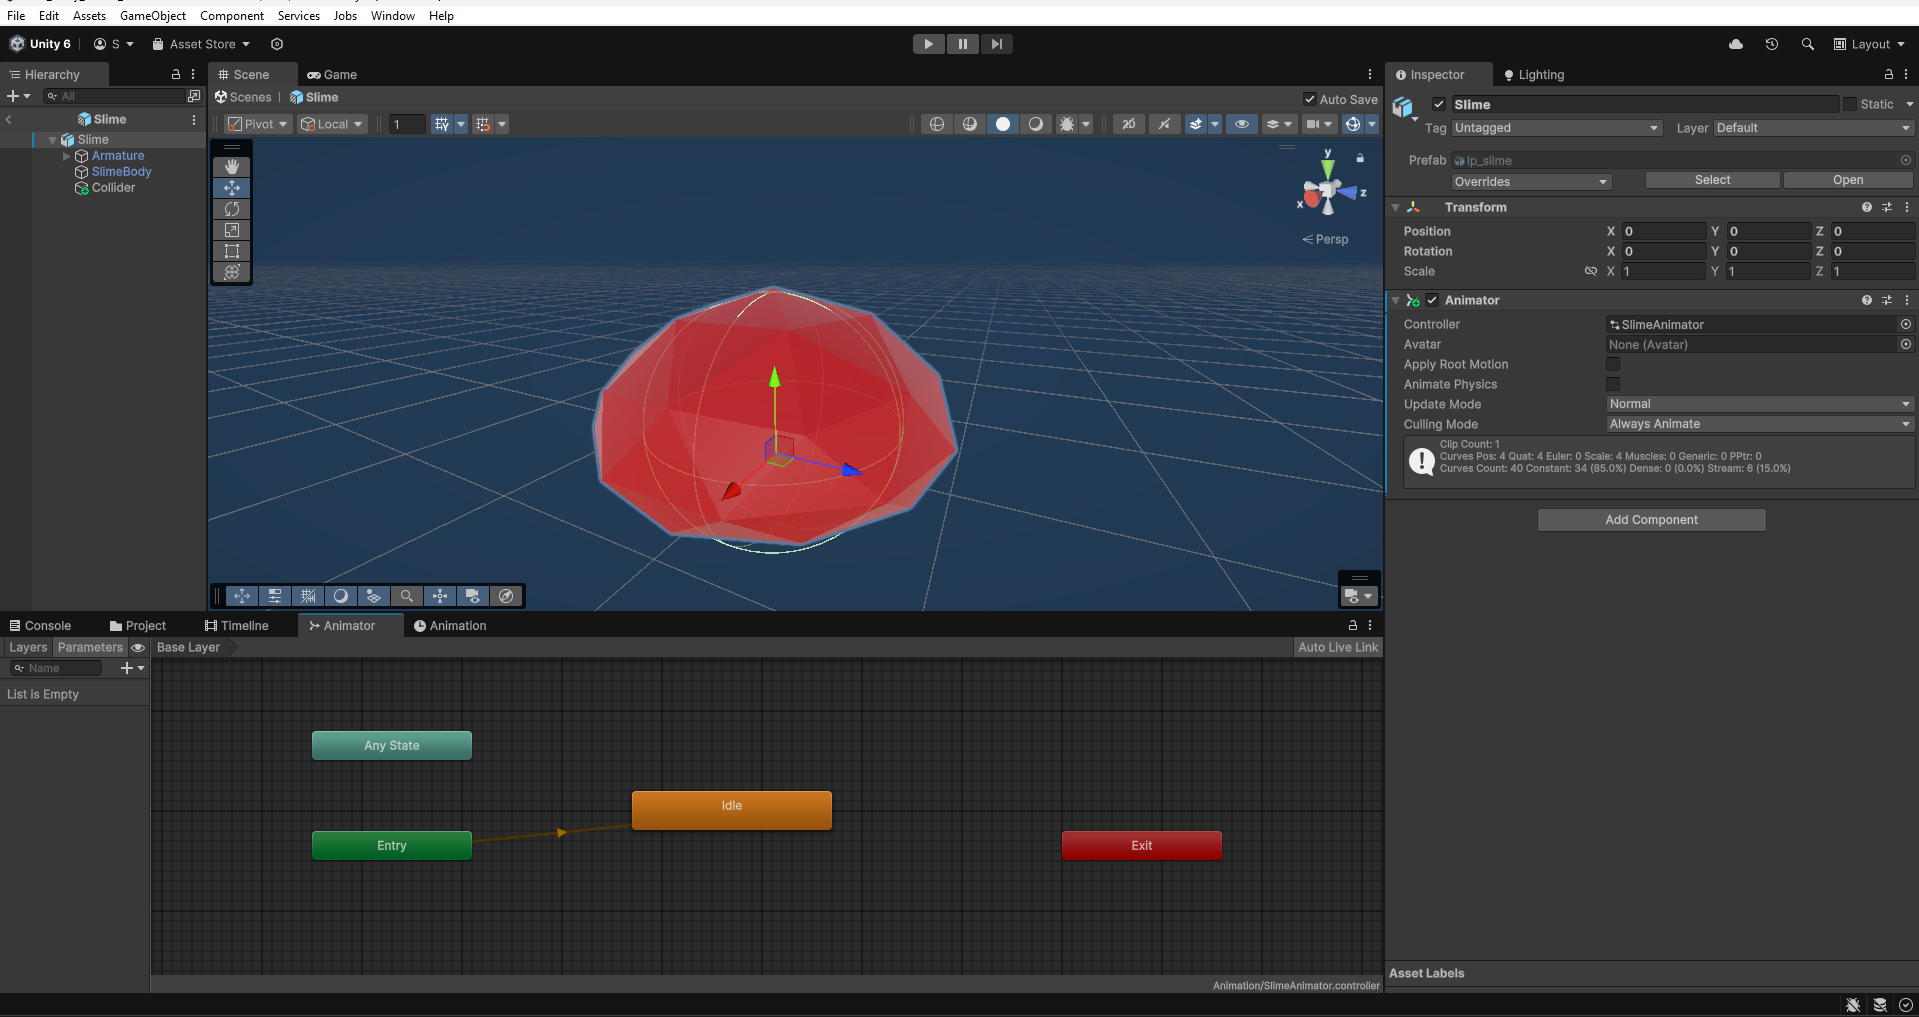 File Edit Assets GameObject Component Services Jobs Window Help
Unity 6 S Asset Store Layout
Hierarchy
All
Slime
Slime
Armature
SlimeBody
Collider
Scene Game
Scenes Slime Auto Save
Pivot Local 1 2D
y
x
z
Persp
Inspector Lighting
Slime Static
Tag Untagged Layer Default
Prefab lp_slime
Overrides Select Open
Transform
Position X 0 Y 0 Z 0
Rotation X 0 Y 0 Z 0
Scale X 1 Y 1 Z 1
Animator
Controller SlimeAnimator
Avatar None (Avatar)
Apply Root Motion
Animate Physics
Update Mode Normal
Culling Mode Always Animate
Clip Count: 1
Curves Pos: 4 Quat: 4 Euler: 0 Scale: 4 Muscles: 0 Generic: 0 PPtr: 0
Curves Count: 40 Constant: 34 (85.0%) Dense: 0 (0.0%) Stream: 6 (15.0%)
Add Component
Asset Labels
Console Project Timeline Animator Animation
Layers Parameters Base Layer Auto Live Link
Name
List is Empty
Any State
Idle
Entry
Exit
Animation/SlimeAnimator.controller